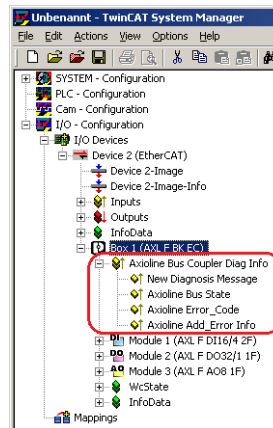 Unbenannt - TwinCAT System Manager
File Edit Actions View Options Help
SYSTEM - Configuration
PLC - Configuration
Cam - Configuration
I/O - Configuration
I/O Devices
Device 2 (EtherCAT)
Device 2-Image
Device 2-Image-Info
Inputs
Outputs
InfoData
Box 1 (AXL F BK EC)
Axioline Bus Coupler Diag Info
New Diagnosis Message
Axioline Bus State
Axioline Error_Code
Axioline Add_Error Info
Module 1 (AXL F DI16/4 2F)
Module 2 (AXL F DO32/1 1F)
Module 3 (AXL F AO8 1F)
WcState
InfoData
Mappings